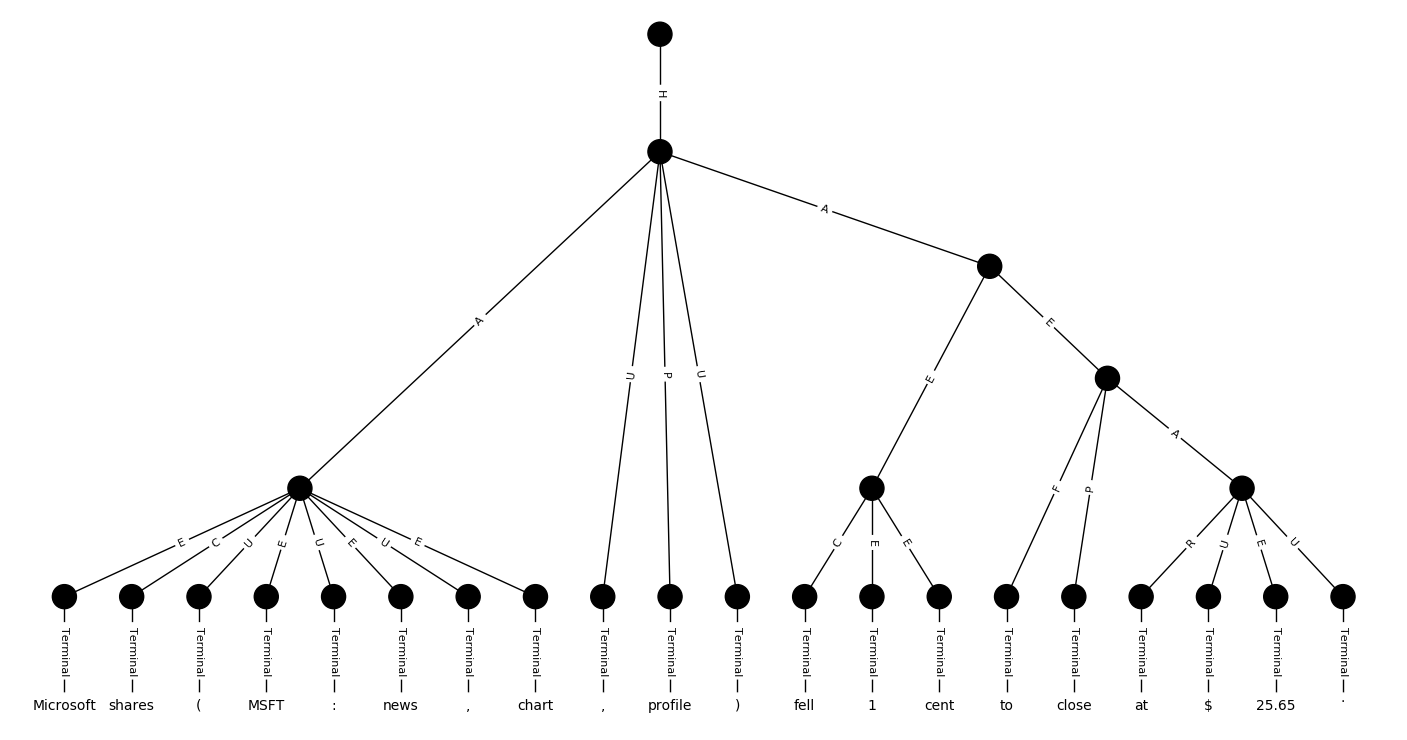 H
A
A
E
U P U
E
A
F P
E C U E U E U E
C E E
R U E U
Terminal Terminal Terminal Terminal Terminal Terminal Terminal Terminal Terminal Terminal Terminal Terminal Terminal Terminal Terminal Terminal Terminal Terminal Terminal Terminal
Microsoft shares ( MSFT : news , chart , profile ) fell 1 cent to close at $ 25.65 .